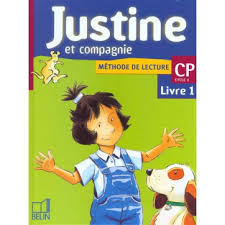 Justine
et compagnie
MÉTHODE DE LECTURE
CP
Livre 1
BELIN